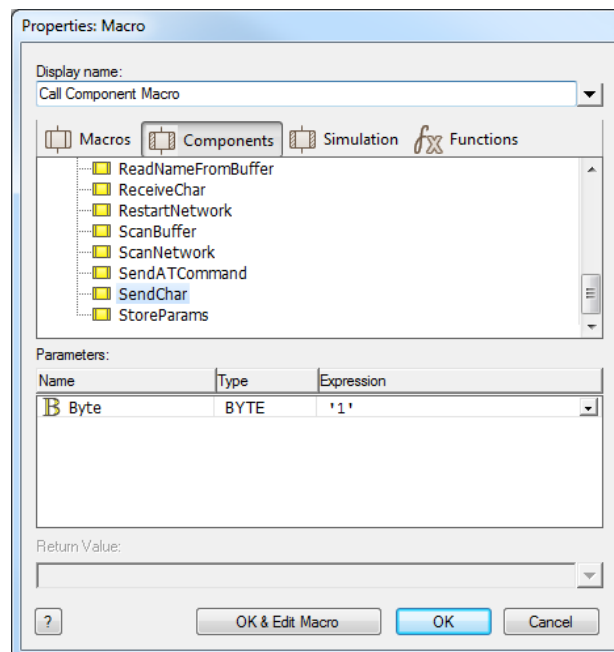 Properties: Macro
Display name:
Call Component Macro
Macros Components Simulation Functions
ReadNameFromBuffer
ReceiveChar
RestartNetwork
ScanBuffer
ScanNetwork
SendATCommand
SendChar
StoreParams
Parameters:
Name Type Expression
B Byte BYTE '1'
Return Value:
? OK & Edit Macro OK Cancel